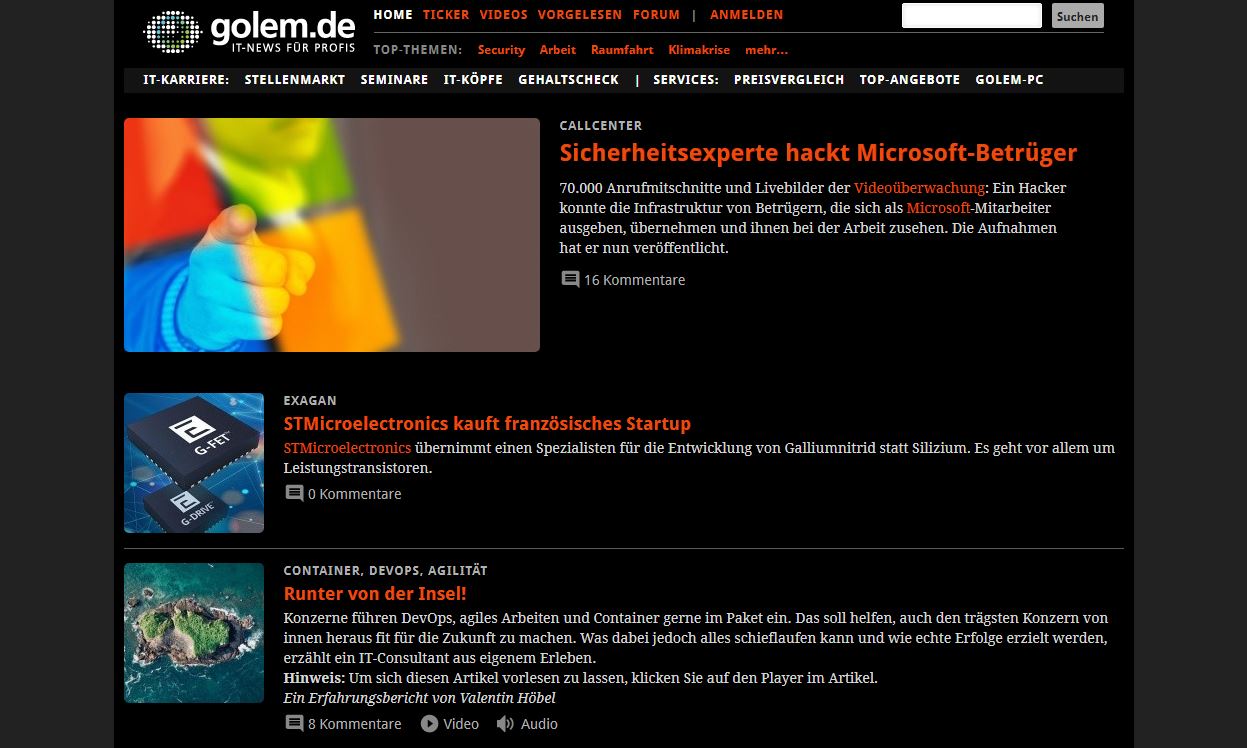 golem.de
IT-NEWS FÜR PROFIS
HOME TICKER VIDEOS VORGELESEN FORUM | ANMELDEN
Suchen
TOP-THEMEN: Security Arbeit Raumfahrt Klimakrise mehr...
IT-KARRIERE: STELLENMARKT SEMINARE IT-KÖPFE GEHALTSCHECK | SERVICES: PREISVERGLEICH TOP-ANGEBOTE GOLEM-PC
CALLCENTER
Sicherheitsexperte hackt Microsoft-Betrüger
70.000 Anrufmitschnitte und Livebilder der Videoüberwachung: Ein Hacker
konnte die Infrastruktur von Betrügern, die sich als Microsoft-Mitarbeiter
ausgeben, übernehmen und ihnen bei der Arbeit zusehen. Die Aufnahmen
hat er nun veröffentlicht.
16 Kommentare
G-FET
G-DRIVE
EXAGAN
STMicroelectronics kauft französisches Startup
STMicroelectronics übernimmt einen Spezialisten für die Entwicklung von Galliumnitrid statt Silizium. Es geht vor allem um
Leistungstransistoren.
0 Kommentare
CONTAINER, DEVOPS, AGILITÄT
Runter von der Insel!
Konzerne führen DevOps, agiles Arbeiten und Container gerne im Paket ein. Das soll helfen, auch den trägsten Konzern von
innen heraus fit für die Zukunft zu machen. Was dabei jedoch alles schieflaufen kann und wie echte Erfolge erzielt werden,
erzählt ein IT-Consultant aus eigenem Erleben.
Hinweis: Um sich diesen Artikel vorlesen zu lassen, klicken Sie auf den Player im Artikel.
Ein Erfahrungsbericht von Valentin Höbel
8 Kommentare Video Audio